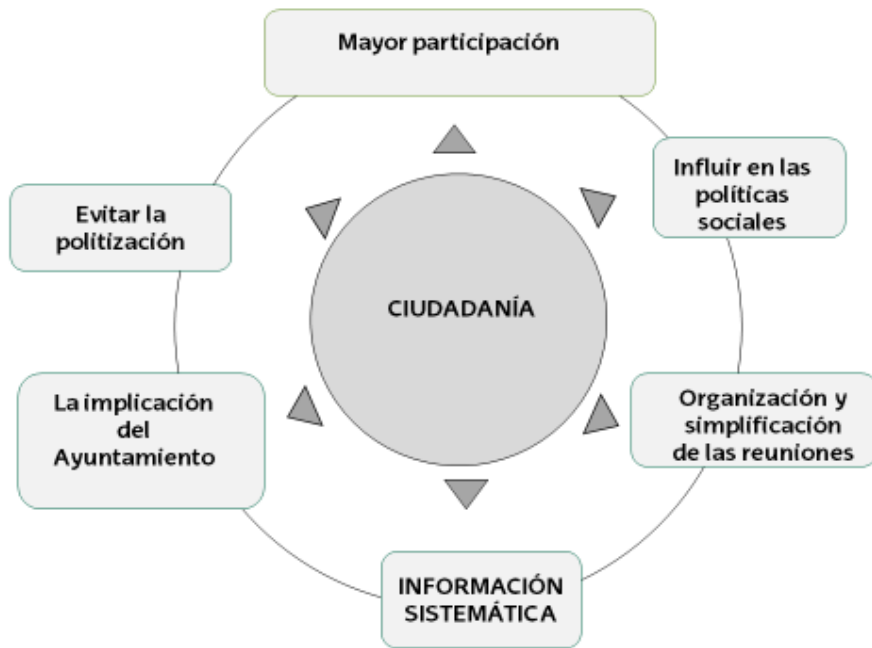 Mayor participación
Influir en las
políticas
sociales
Evitar la
politización
CIUDADANÍA
La implicación
del
Ayuntamiento
Organización y
simplificación
de las reuniones
INFORMACIÓN
SISTEMÁTICA